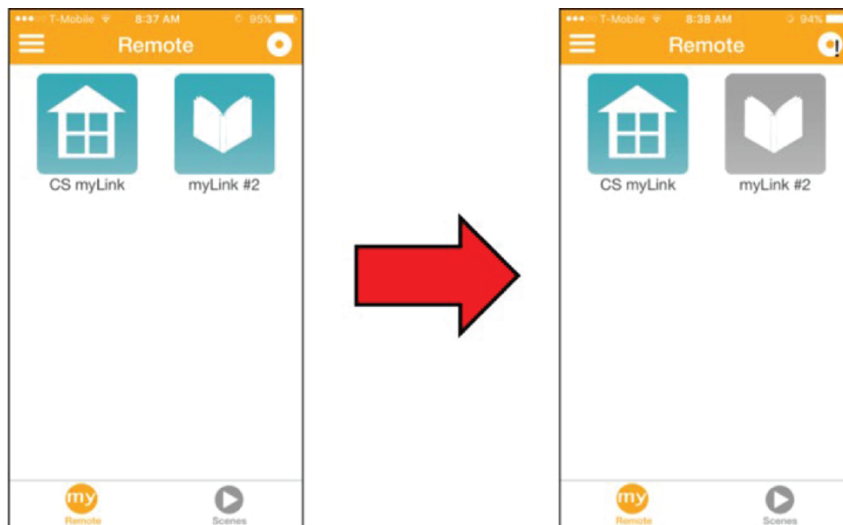 T-Mobile 8:37 AM 95%
Remote
CS myLink myLink #2
my
Remote Scenes
T-Mobile 8:38 AM 94%
Remote
!
CS myLink myLink #2
my
Remote Scenes